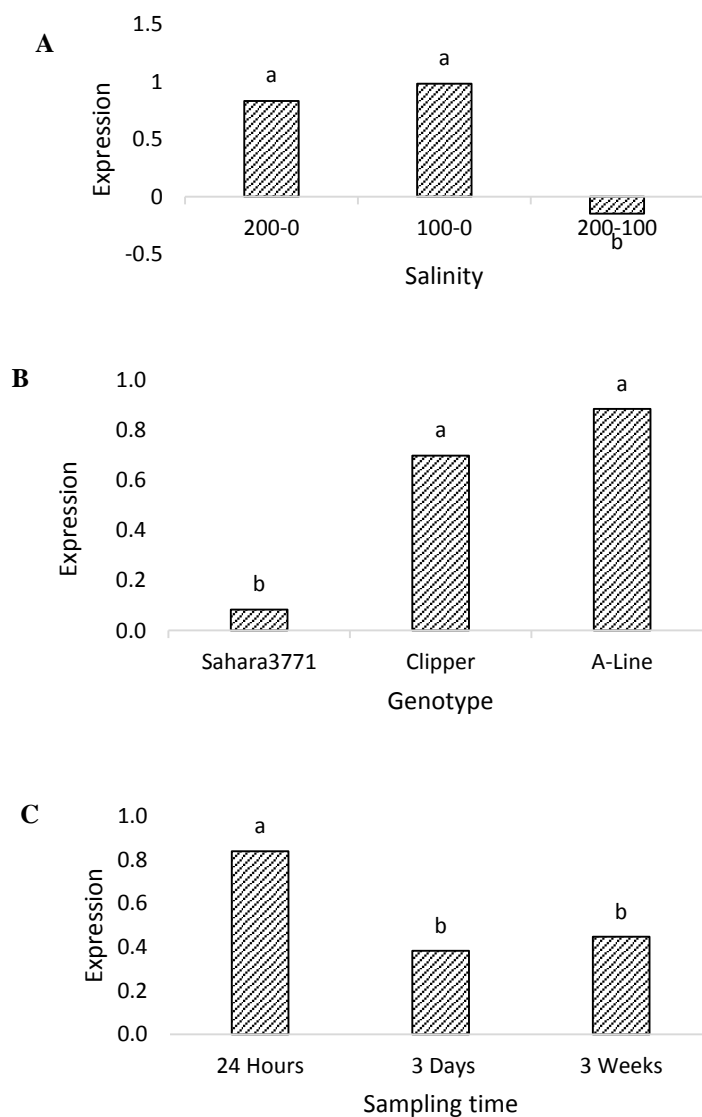 A
Expression
1.5
1
0.5
0
-0.5
a
a
b
200-0
100-0
200-100
Salinity
B
Expression
1.0
0.8
0.6
0.4
0.2
0.0
b
a
a
Sahara3771
Clipper
A-Line
Genotype
C
Expression
1.0
0.8
0.6
0.4
0.2
0.0
a
b
b
24 Hours
3 Days
3 Weeks
Sampling time